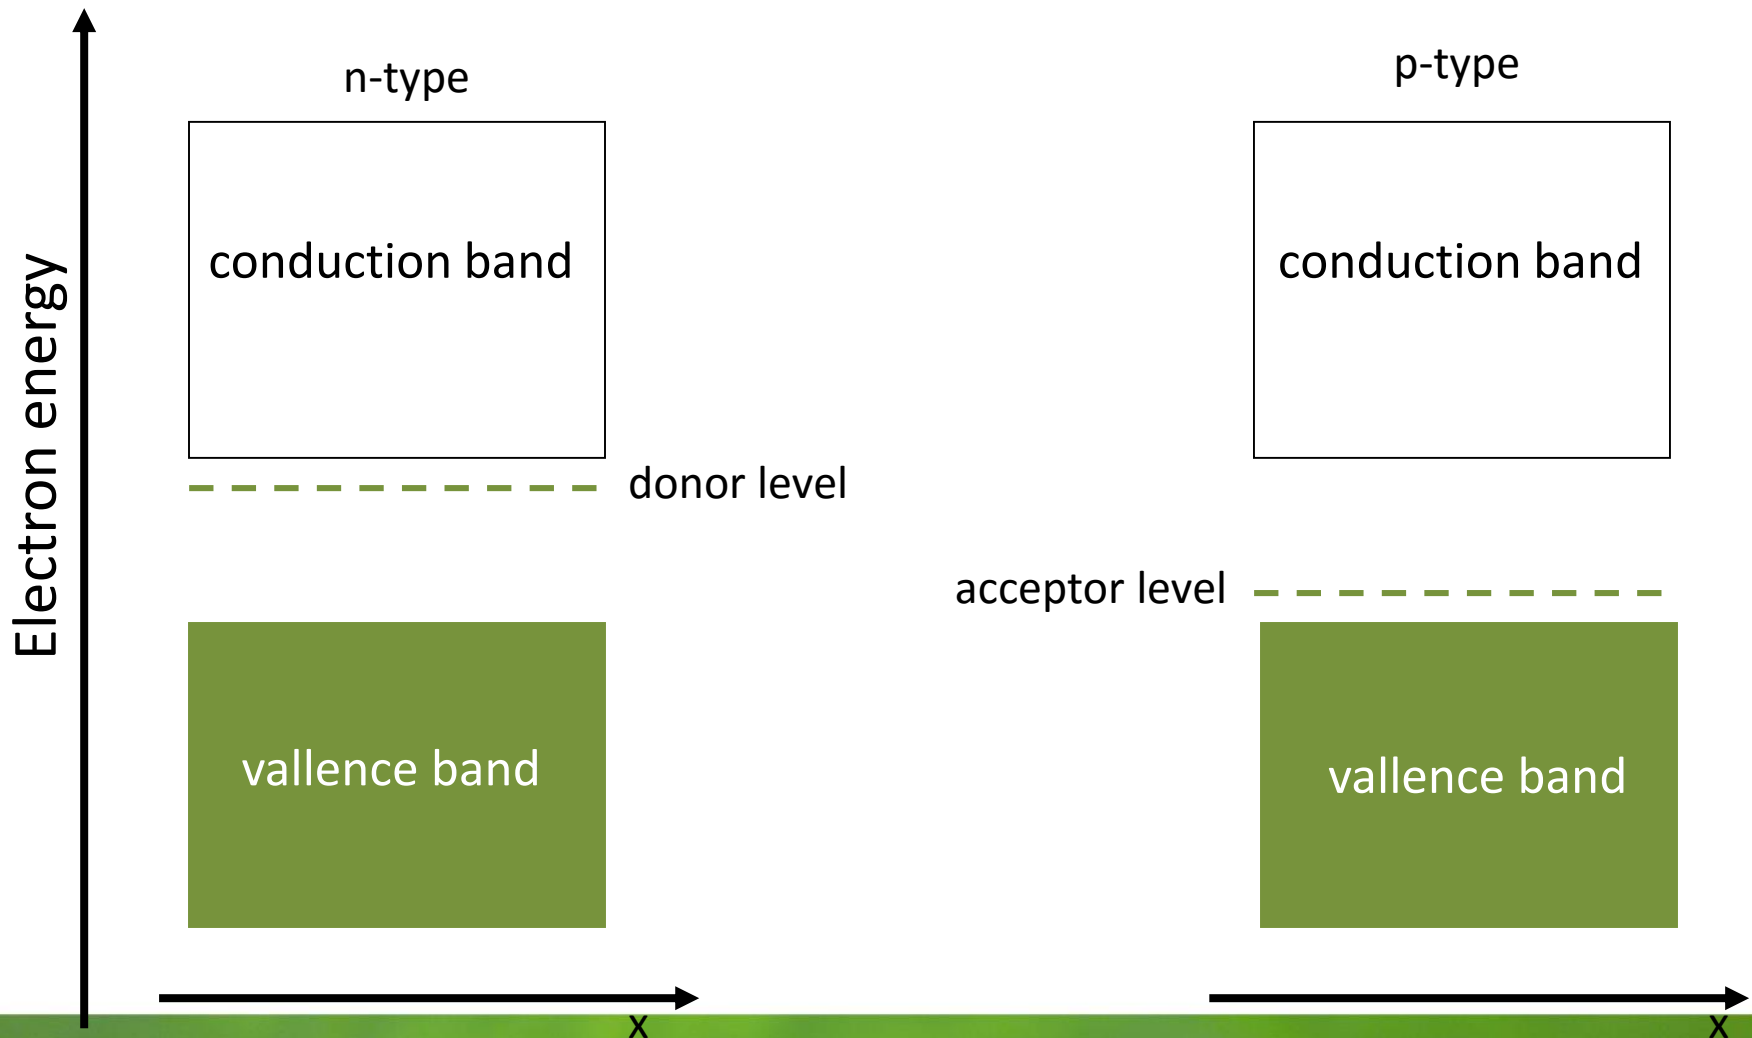 n-type
p-type
conduction band
conduction band
Electron energy
donor level
acceptor level
vallence band
vallence band
x
x